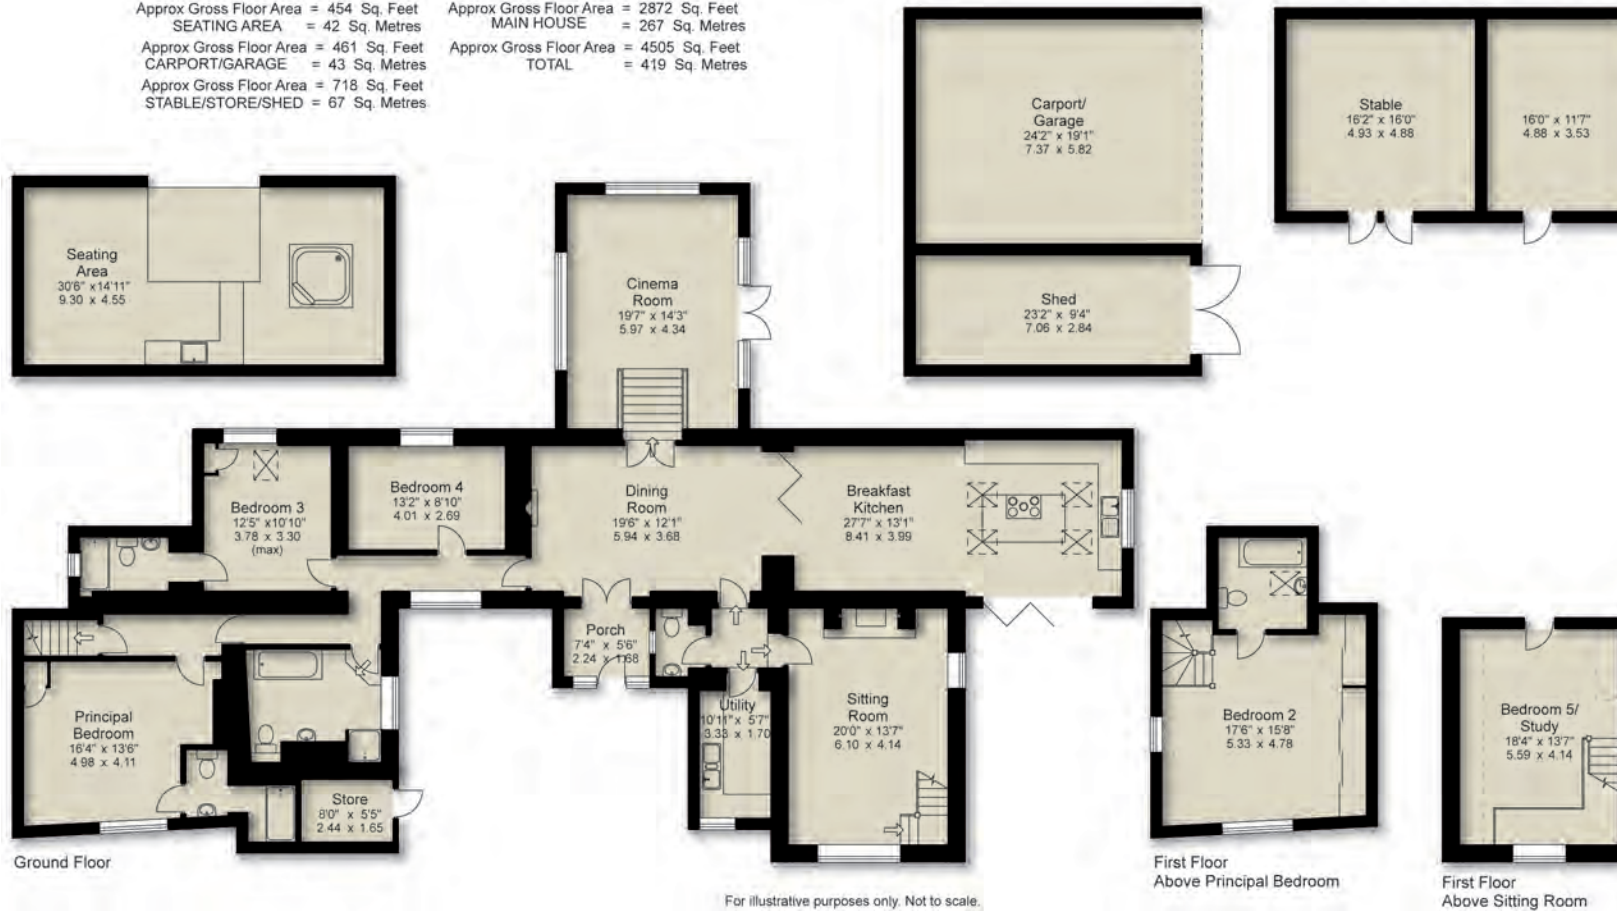 Approx Gross Floor Area = 454 Sq. Feet
SEATING AREA = 42 Sq. Metres
Approx Gross Floor Area = 461 Sq. Feet
CARPORT/GARAGE = 43 Sq. Metres
Approx Gross Floor Area = 718 Sq. Feet
STABLE/STORE/SHED = 67 Sq. Metres
Approx Gross Floor Area = 2872 Sq. Feet
MAIN HOUSE = 267 Sq. Metres
Approx Gross Floor Area = 4505 Sq. Feet
TOTAL = 419 Sq. Metres
Carport/
Garage
24'2" x 19'1"
7.37 x 5.82
Stable
16'2" x 16'0"
4.93 x 4.88
16'0" x 11'7"
4.88 x 3.53
Seating
Area
30'6" x14'11"
9.30 x 4.55
Cinema
Room
19'7" x 14'3"
5.97 x 4.34
Shed
23'2" x 9'4"
7.06 x 2.84
Bedroom 3
12'5" x10'10"
3.78 x 3.30
(max)
Bedroom 4
13'2" x 8'10"
4.01 x 2.69
Dining
Room
19'6" x 12'1"
5.94 x 3.68
Breakfast
Kitchen
27'7" x 13'1"
8.41 x 3.99
Porch
7'4" x 5'6"
2.24 x 1.68
Principal
Bedroom
16'4" x 13'6"
4.98 x 4.11
Utility
10'11" x 5'7"
3.33 x 1.70
Sitting
Room
20'0" x 13'7"
6.10 x 4.14
Store
8'0" x 5'5"
2.44 x 1.65
Bedroom 2
17'6" x 15'8"
5.33 x 4.78
Bedroom 5/
Study
18'4" x 13'7"
5.59 x 4.14
Ground Floor
First Floor
Above Principal Bedroom
First Floor
Above Sitting Room
For illustrative purposes only. Not to scale.